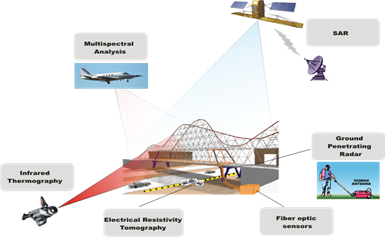 SAR
Multispectral
Analysis
Ground
Penetrating
Radar
Infrared
Thermography
Electrical Resistivity
Tomography
Fiber optic
sensors